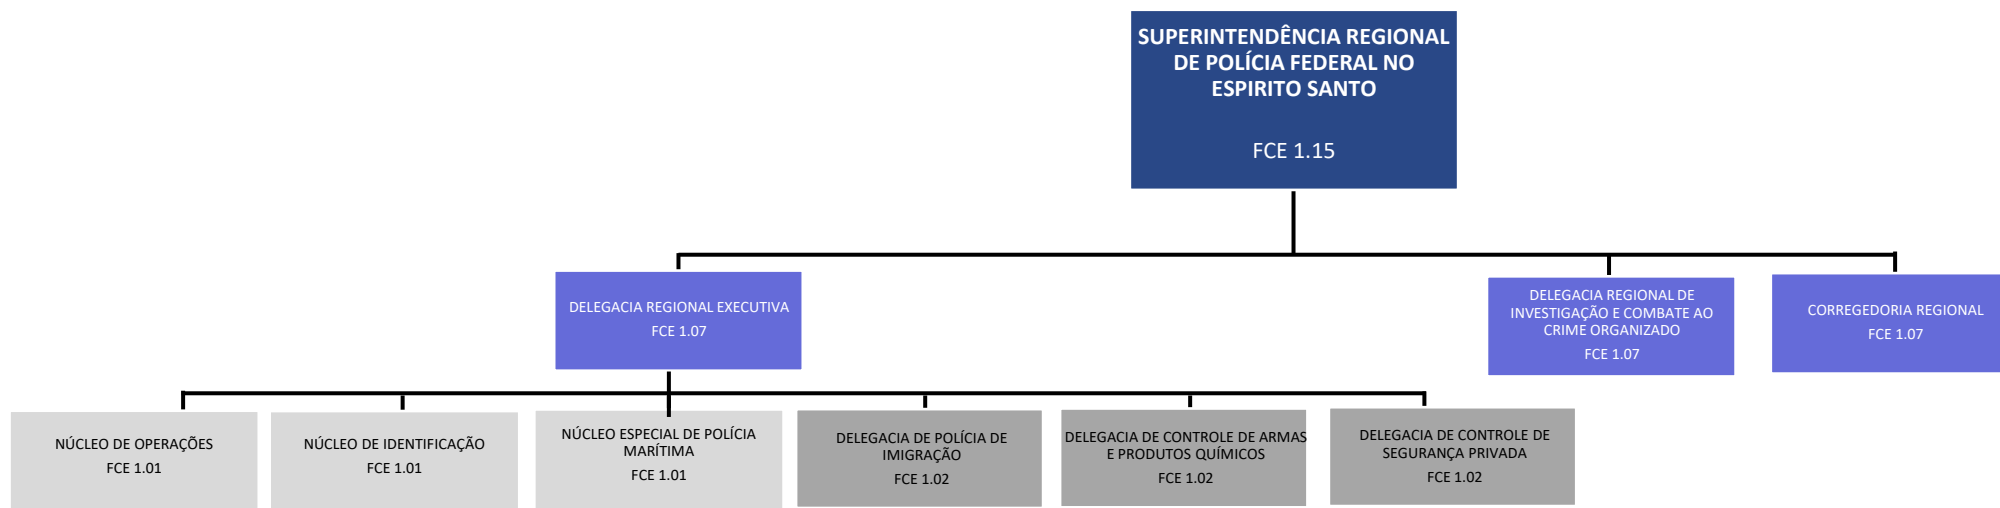 SUPERINTENDÊNCIA REGIONAL
DE POLÍCIA FEDERAL NO
ESPIRITO SANTO
FCE 1.15
DELEGACIA REGIONAL EXECUTIVA
FCE 1.07
DELEGACIA REGIONAL DE
INVESTIGAÇÃO E COMBATE AO
CRIME ORGANIZADO
FCE 1.07
CORREGEDORIA REGIONAL
FCE 1.07
NÚCLEO DE OPERAÇÕES
FCE 1.01
NÚCLEO DE IDENTIFICAÇÃO
FCE 1.01
NÚCLEO ESPECIAL DE POLÍCIA
MARÍTIMA
FCE 1.01
DELEGACIA DE POLÍCIA DE
IMIGRAÇÃO
FCE 1.02
DELEGACIA DE CONTROLE DE ARMAS
E PRODUTOS QUÍMICOS
FCE 1.02
DELEGACIA DE CONTROLE DE
SEGURANÇA PRIVADA
FCE 1.02